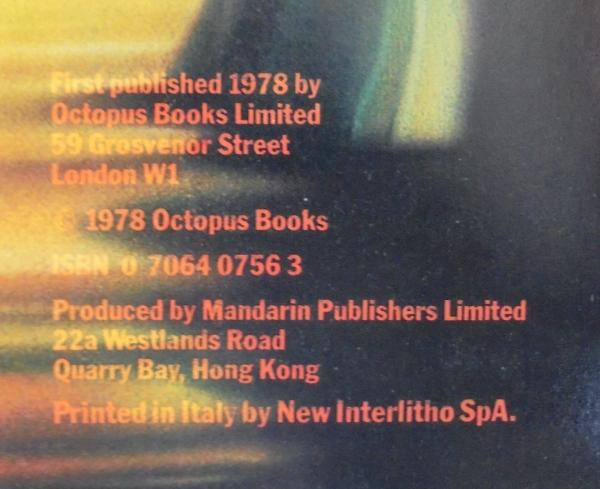 First published 1978 by
Octopus Books Limited
59 Grosvenor Street
London W1
© 1978 Octopus Books
ISBN 0 7064 0756 3
Produced by Mandarin Publishers Limited
22a Westlands Road
Quarry Bay, Hong Kong
Printed in Italy by New Interlitho SpA.